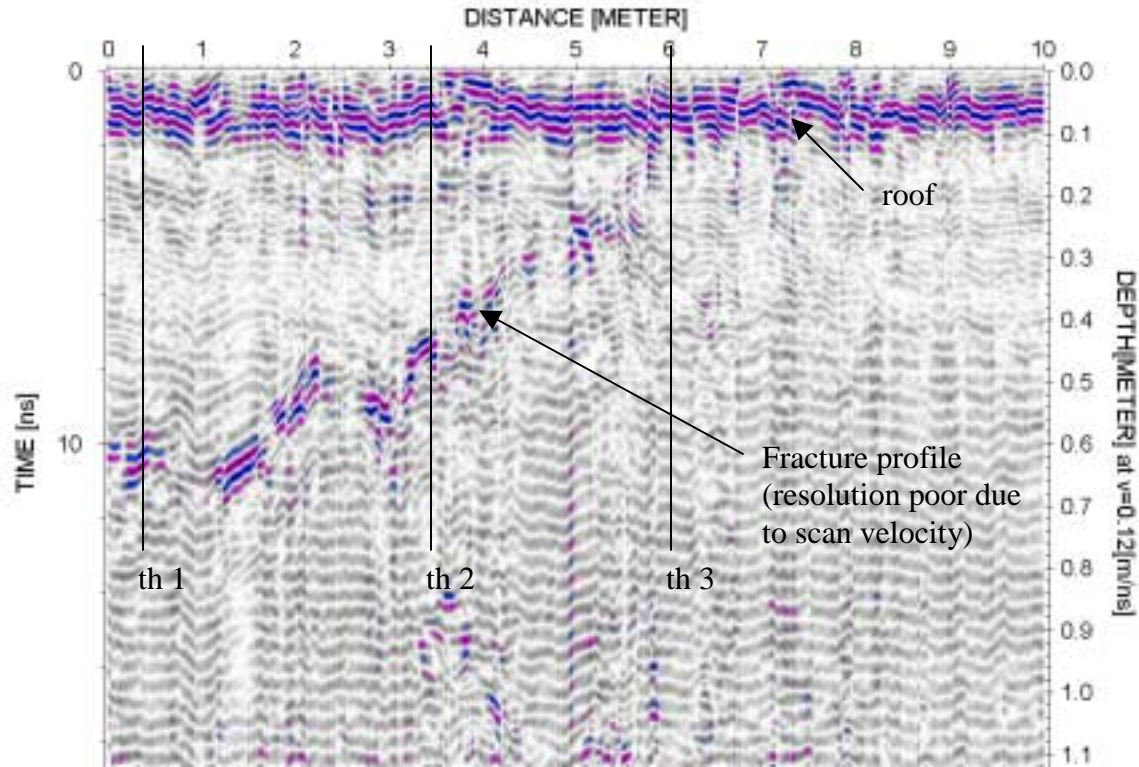 DISTANCE [METER]
0 1 2 3 4 5 6 7 8 9 10
0
10
TIME [ns]
0.0
0.1
0.2
0.3
0.4
0.5
0.6
0.7
0.8
0.9
1.0
1.1
DEPTH[METER] at v=0.12[m/ns]
roof
Fracture profile
(resolution poor due
to scan velocity)
th 1 th 2 th 3